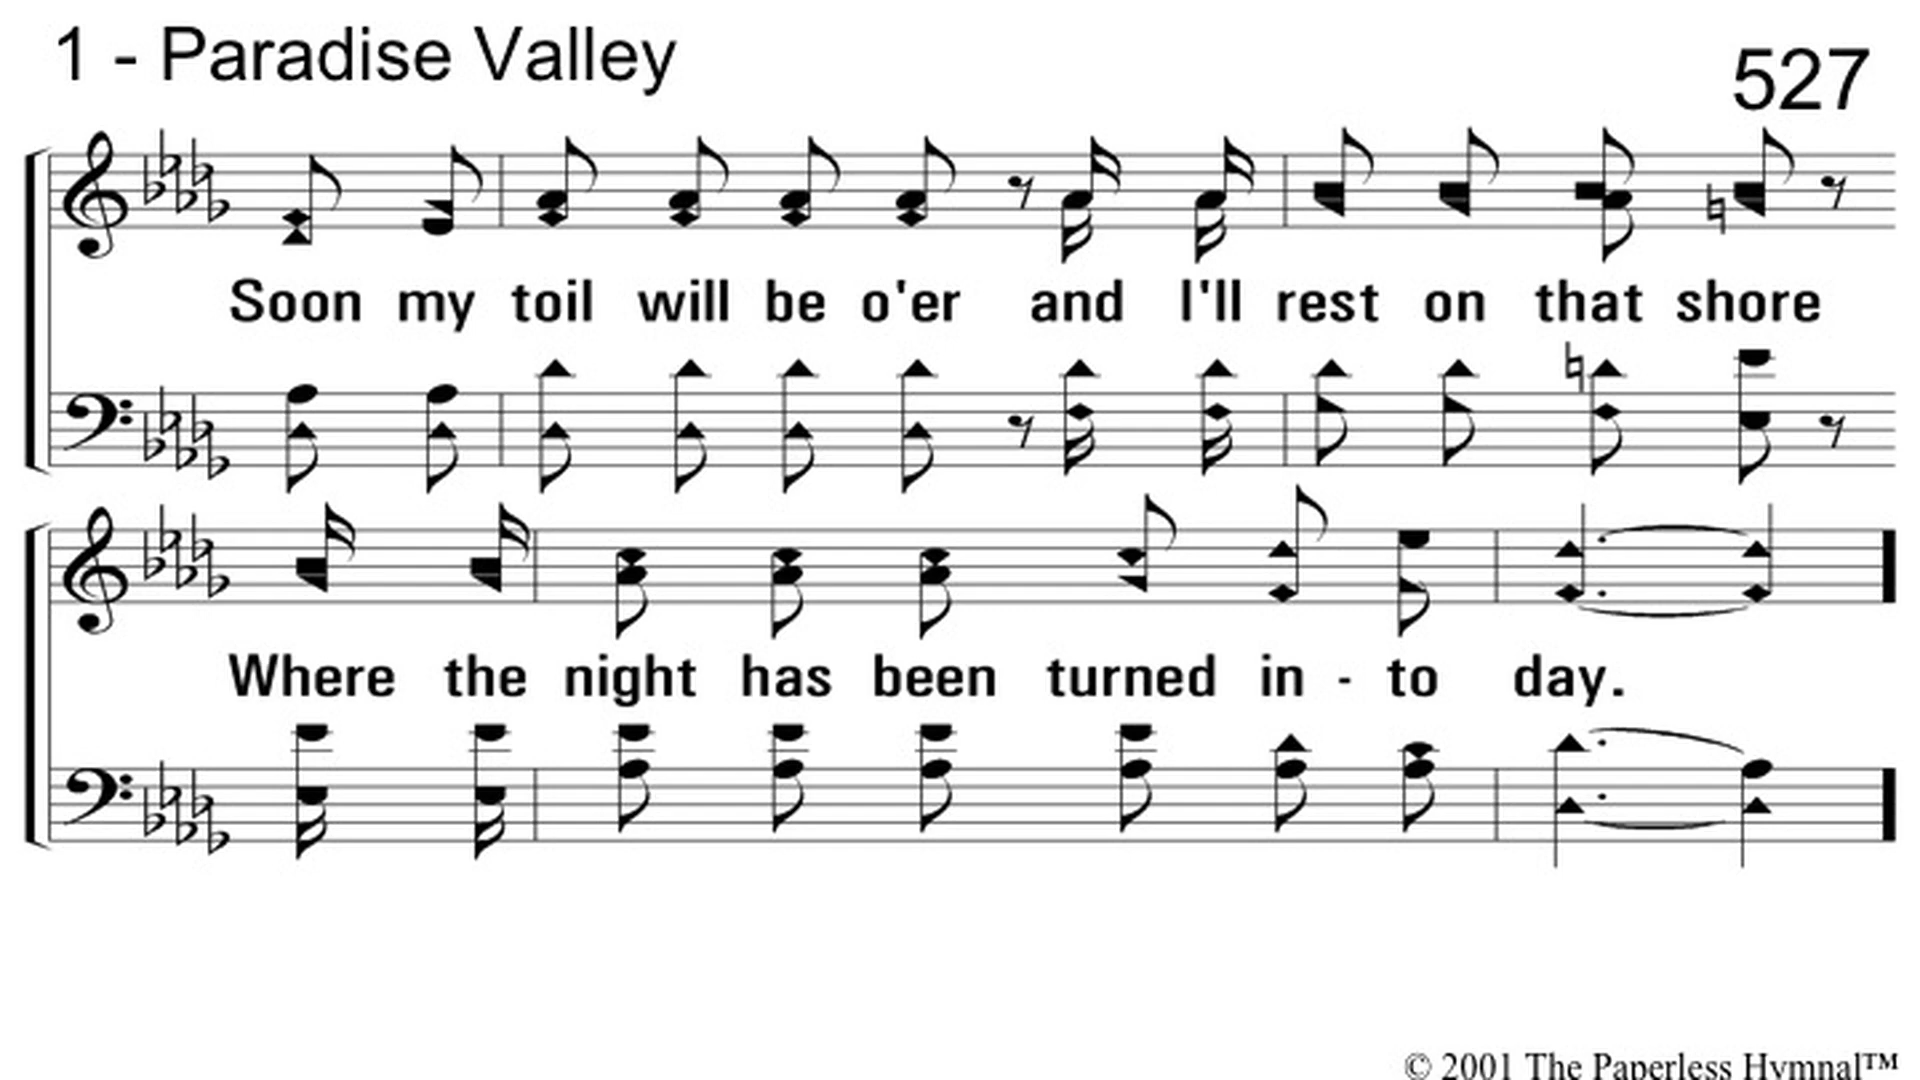 1 - Paradise Valley
527
Soon my toil will be o'er and I'll rest on that shore
Where the night has been turned in - to day.
© 2001 The Paperless Hymnal™